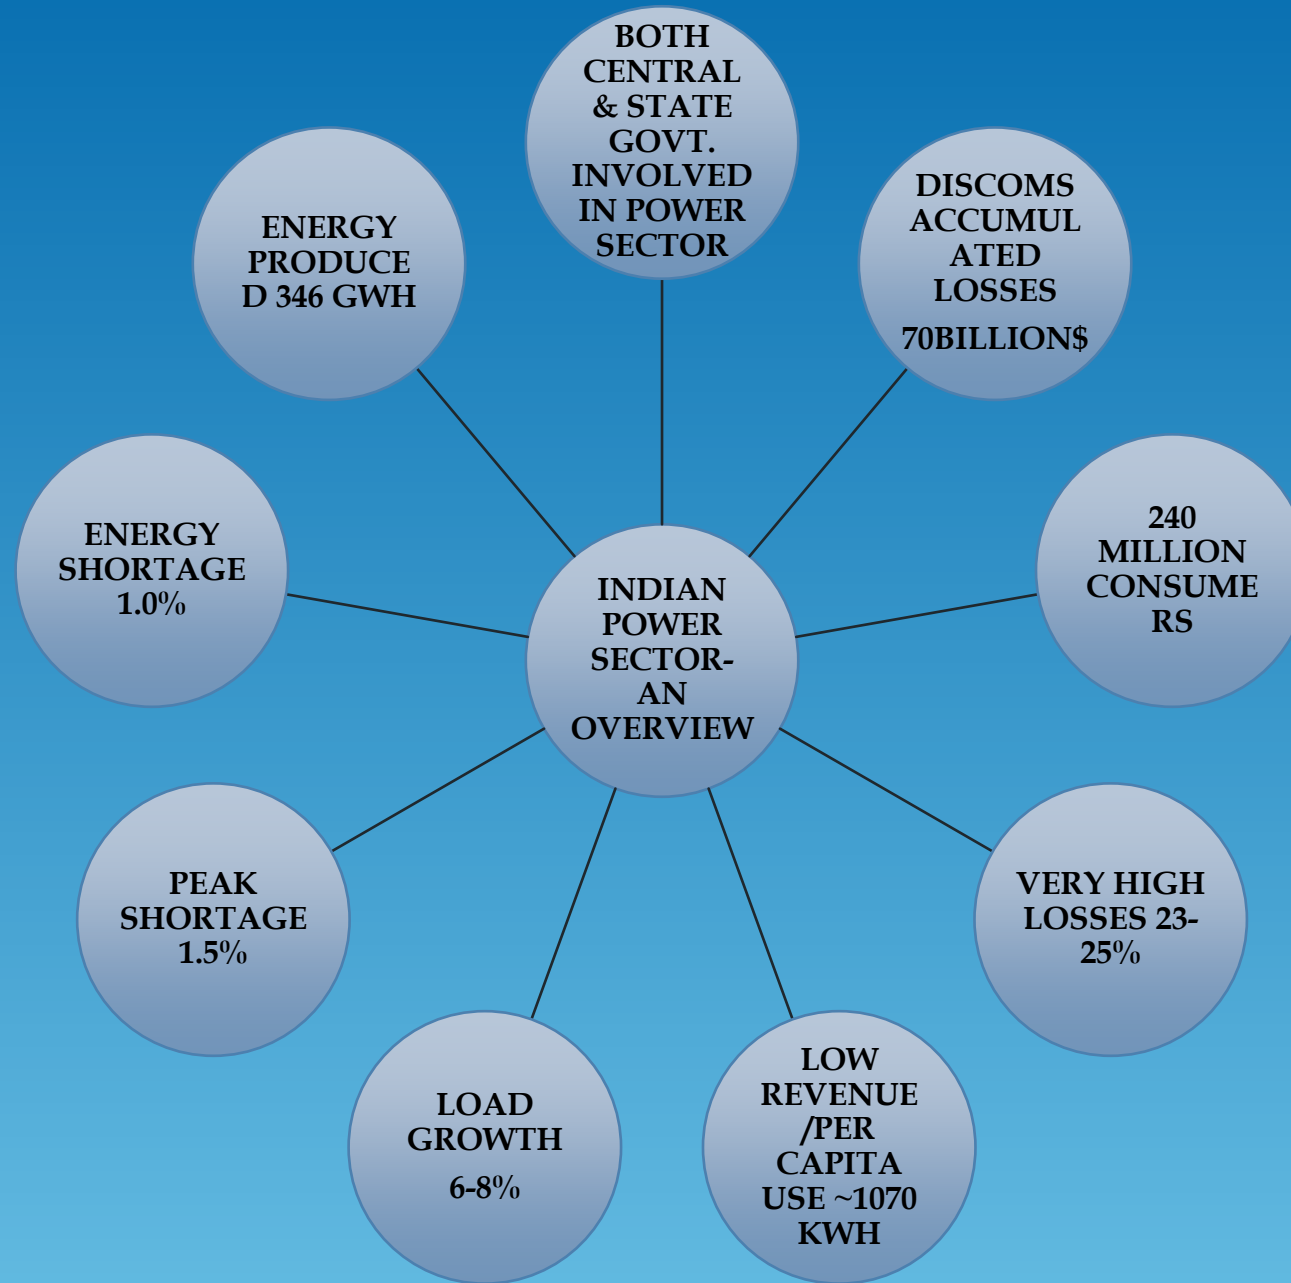 BOTH
CENTRAL
& STATE
GOVT.
INVOLVED
IN POWER
SECTOR
DISCOMS
ACCUMUL
ATED
LOSSES
70BILLION$
240
MILLION
CONSUME
RS
VERY HIGH
LOSSES 23-
25%
LOW
REVENUE
/PER
CAPITA
USE ~1070
KWH
LOAD
GROWTH
6-8%
PEAK
SHORTAGE
1.5%
ENERGY
SHORTAGE
1.0%
ENERGY
PRODUCE
D 346 GWH
INDIAN
POWER
SECTOR-
AN
OVERVIEW